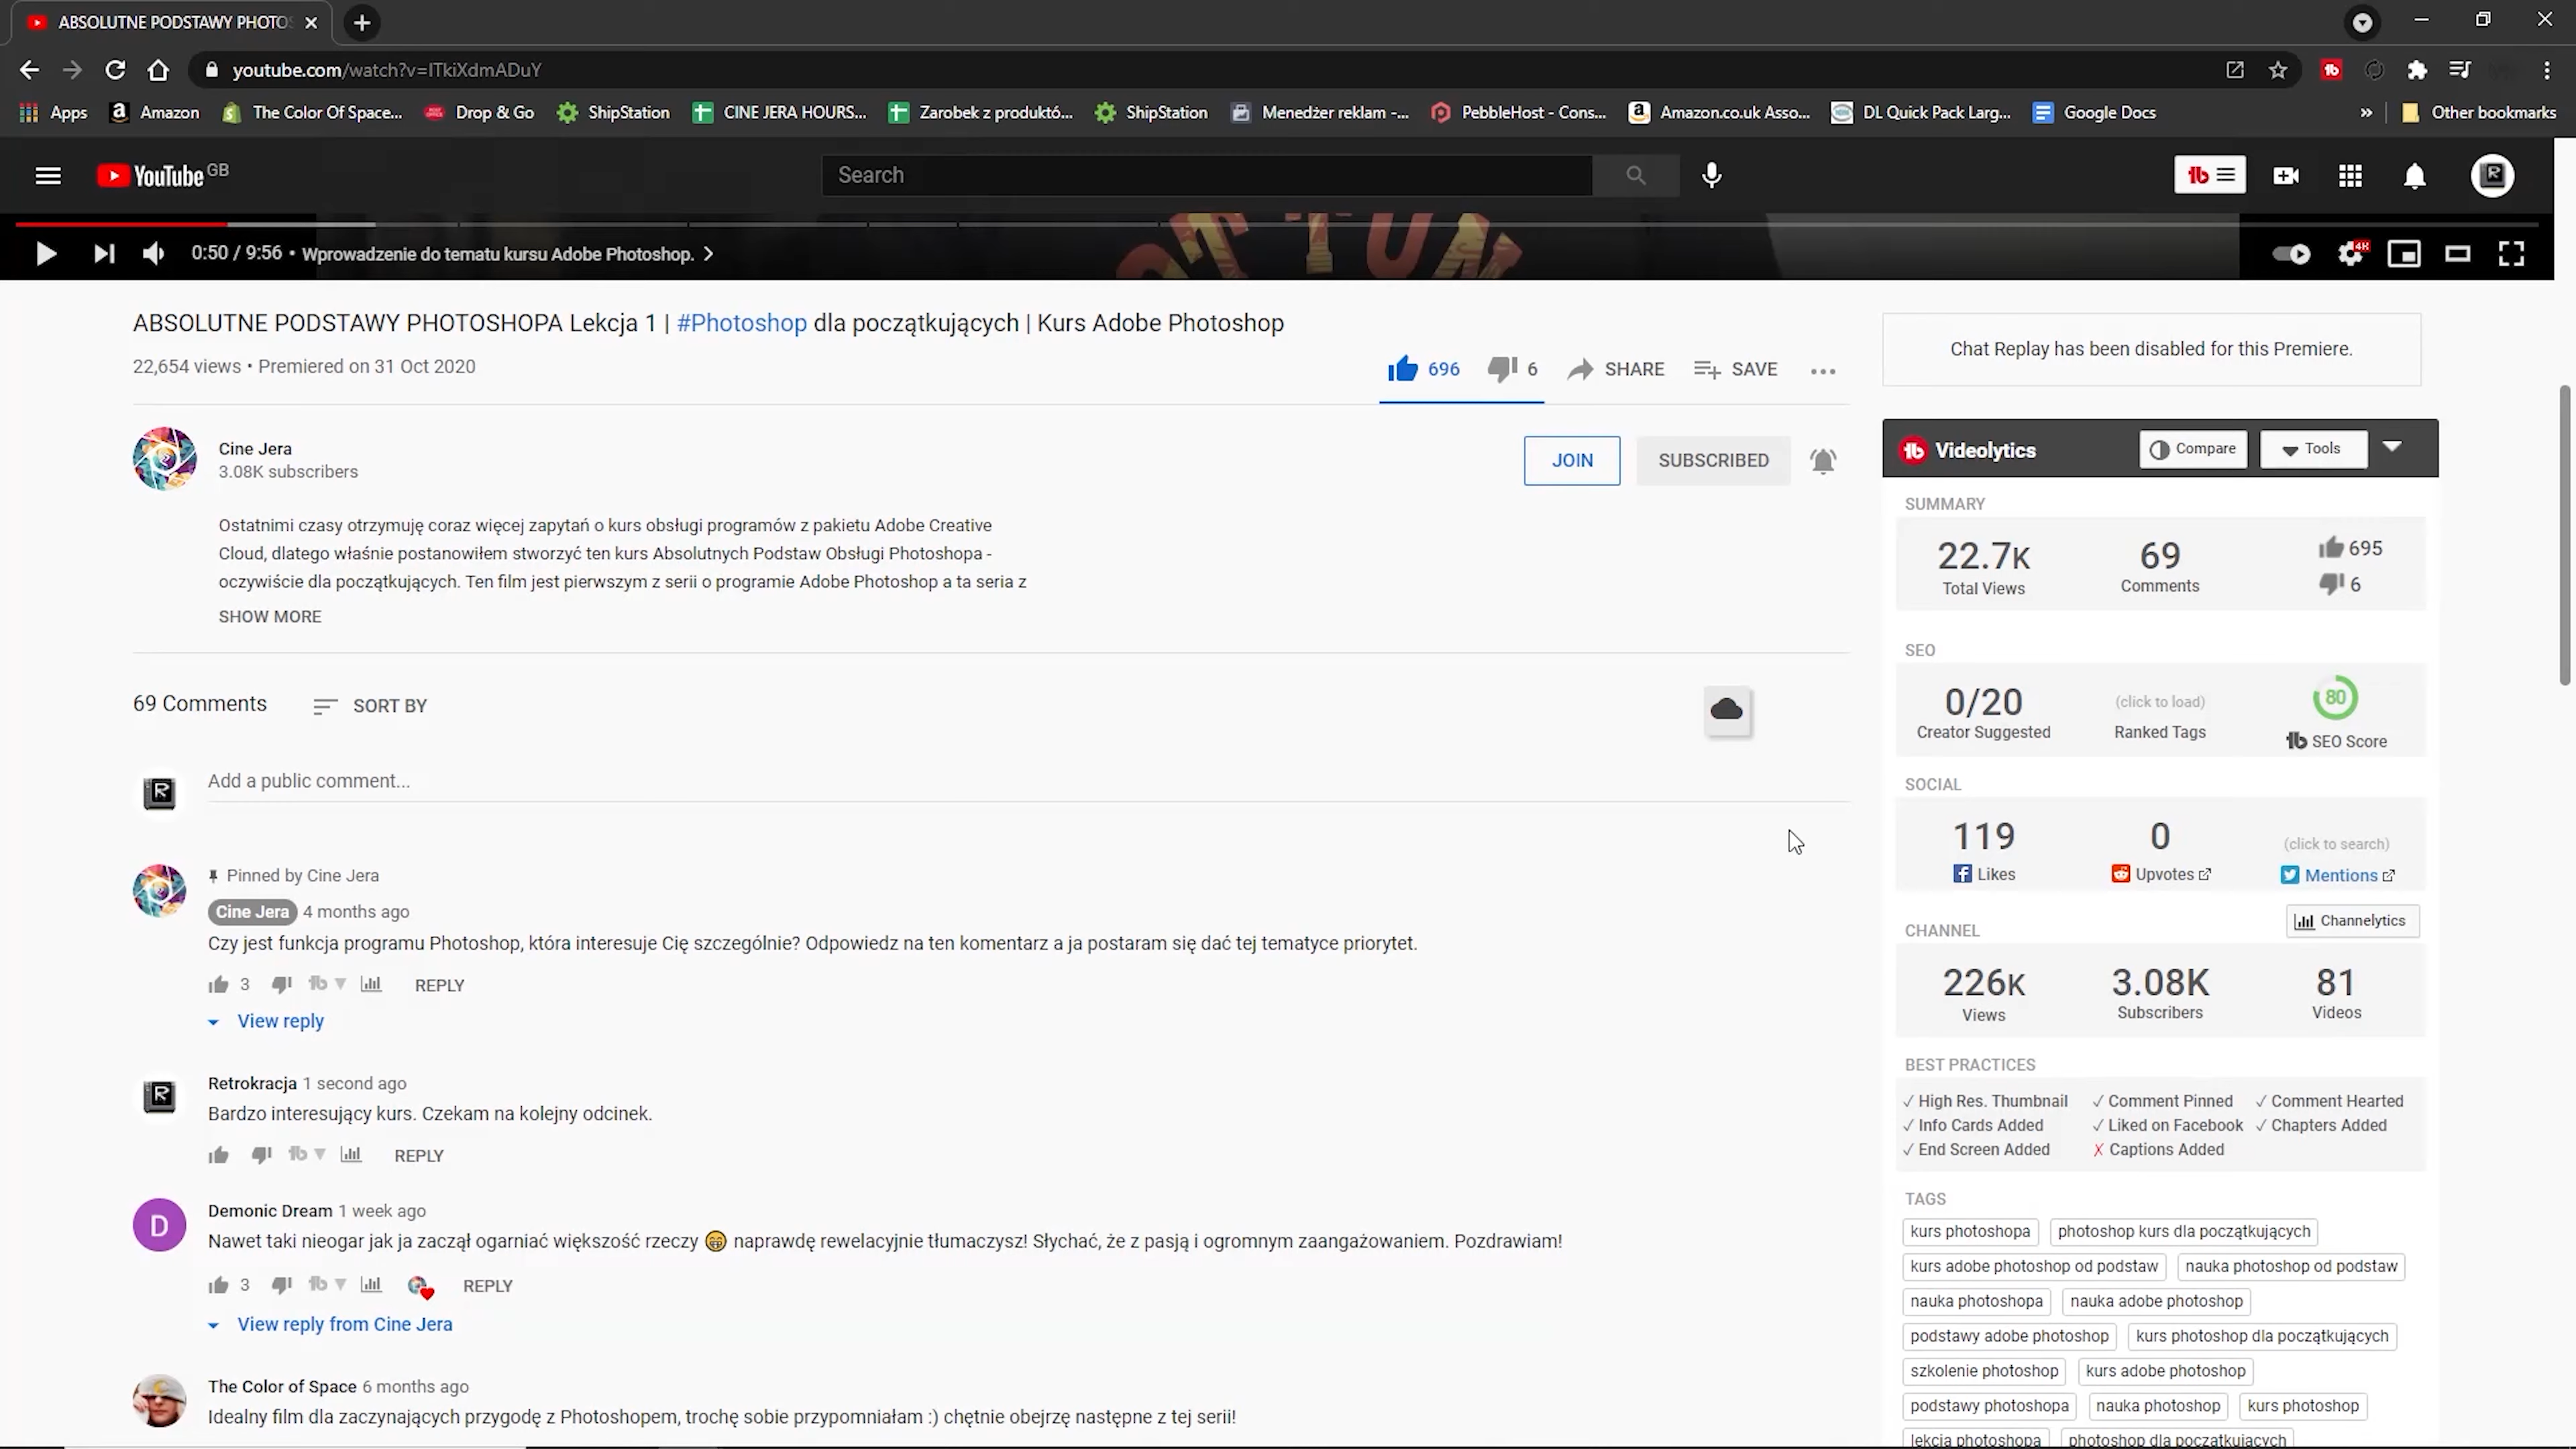 ABSOLUTNE PODSTAWY PHOTOS
youtube.com/watch?v=ITkiXdmADuY
Apps Amazon The Color Of Space... Drop & Go ShipStation CINE JERA HOURS... Zarobek z produktó... ShipStation Menedżer reklam -... PebbleHost - Cons... Amazon.co.uk Asso... DL Quick Pack Larg... Google Docs » Other bookmarks
YouTube GB
Search
0:50 / 9:56 • Wprowadzenie do tematu kursu Adobe Photoshop.
4K
ABSOLUTNE PODSTAWY PHOTOSHOPA Lekcja 1 | #Photoshop dla początkujących | Kurs Adobe Photoshop
22,654 views • Premiered on 31 Oct 2020
696 6 SHARE SAVE
Cine Jera
3.08K subscribers
JOIN SUBSCRIBED
Ostatnimi czasy otrzymuję coraz więcej zapytań o kurs obsługi programów z pakietu Adobe Creative
Cloud, dlatego właśnie postanowiłem stworzyć ten kurs Absolutnych Podstaw Obsługi Photoshopa -
oczywiście dla początkujących. Ten film jest pierwszym z serii o programie Adobe Photoshop a ta seria z
SHOW MORE
69 Comments SORT BY
Add a public comment...
Pinned by Cine Jera
Cine Jera 4 months ago
Czy jest funkcja programu Photoshop, która interesuje Cię szczególnie? Odpowiedz na ten komentarz a ja postaram się dać tej tematyce priorytet.
3 REPLY
View reply
Retrokracja 1 second ago
Bardzo interesujący kurs. Czekam na kolejny odcinek.
REPLY
Demonic Dream 1 week ago
D
Nawet taki nieogar jak ja zaczął ogarniać większość rzeczy 😁 naprawdę rewelacyjnie tłumaczysz! Słychać, że z pasją i ogromnym zaangażowaniem. Pozdrawiam!
3 REPLY
View reply from Cine Jera
The Color of Space 6 months ago
Idealny film dla zaczynających przygodę z Photoshopem, trochę sobie przypomniałam :) chętnie obejrzę następne z tej serii!
Chat Replay has been disabled for this Premiere.
Videolytics Compare Tools
SUMMARY
22.7K 69 695
Total Views Comments 6
SEO
0/20 (click to load) 80
Creator Suggested Ranked Tags SEO Score
SOCIAL
119 0 (click to search)
Likes Upvotes Mentions
CHANNEL Channelytics
226K 3.08K 81
Views Subscribers Videos
BEST PRACTICES
✓ High Res. Thumbnail ✓ Comment Pinned ✓ Comment Hearted
✓ Info Cards Added ✓ Liked on Facebook ✓ Chapters Added
✓ End Screen Added ✗ Captions Added
TAGS
kurs photoshopa photoshop kurs dla początkujących
kurs adobe photoshop od podstaw nauka photoshop od podstaw
nauka photoshopa nauka adobe photoshop
podstawy adobe photoshop kurs photoshop dla początkujących
szkolenie photoshop kurs adobe photoshop
podstawy photoshopa nauka photoshop kurs photoshop
lekcja photoshopa photoshop dla początkujących